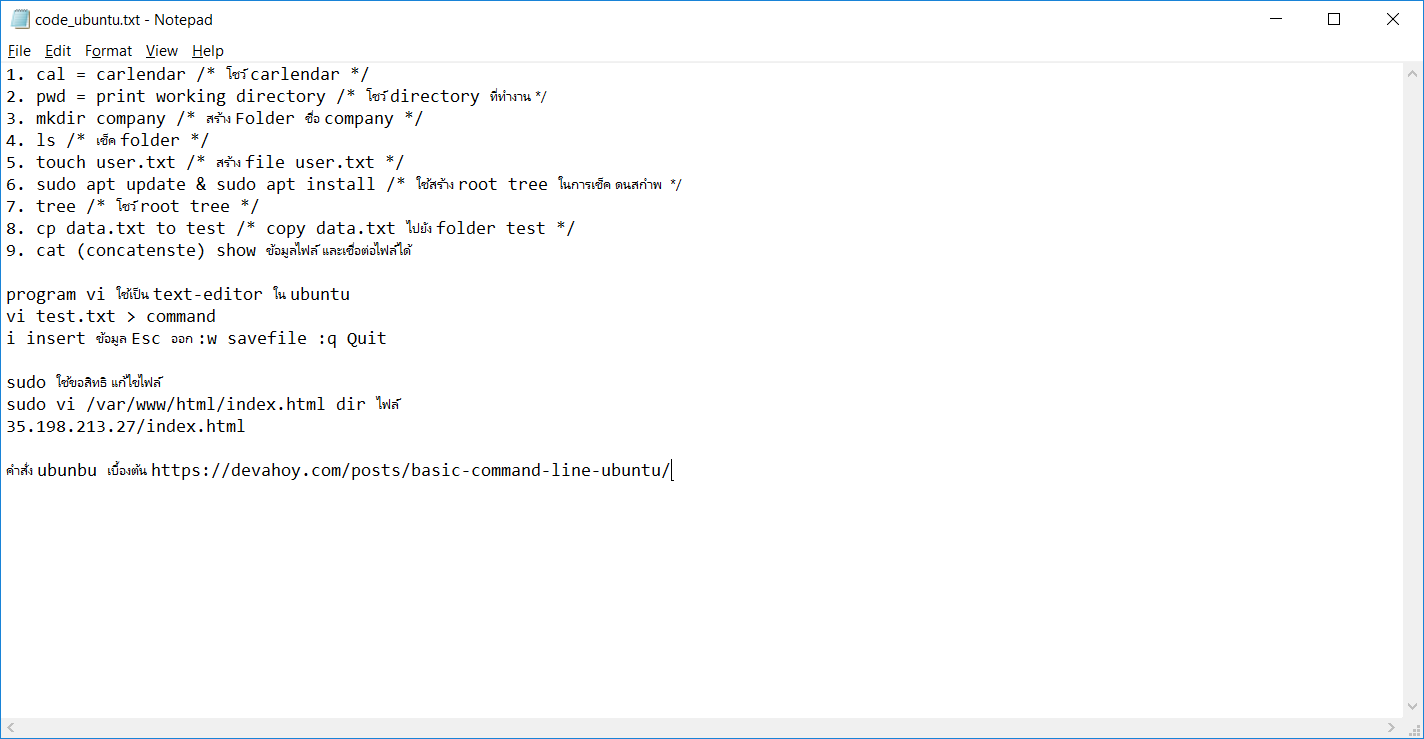 code_ubuntu.txt - Notepad
File Edit Format View Help
1. cal = carlendar /* โชว์ carlendar */
2. pwd = print working directory /* โชว์ directory ที่ทำงาน */
3. mkdir company /* สร้าง Folder ชื่อ company */
4. ls /* เช็ค folder */
5. touch user.txt /* สร้าง file user.txt */
6. sudo apt update & sudo apt install /* ใช้สร้าง root tree ในการเช็ค */
7. tree /* โชว์ root tree */
8. cp data.txt to test /* copy data.txt ไปยัง folder test */
9. cat (concatenste) show ข้อมูลไฟล์ และเชื่อต่อไฟล์ได้
program vi ใช้เป็น text-editor ใน ubuntu
vi test.txt > command
i insert ข้อมูล Esc ออก :w savefile :q Quit
sudo ใช้ขอสิทธิ แก้ไขไฟล์
sudo vi /var/www/html/index.html dir ไฟล์
35.198.213.27/index.html
คำสั่ง ubunbu เบื้องต้น https://devahoy.com/posts/basic-command-line-ubuntu/